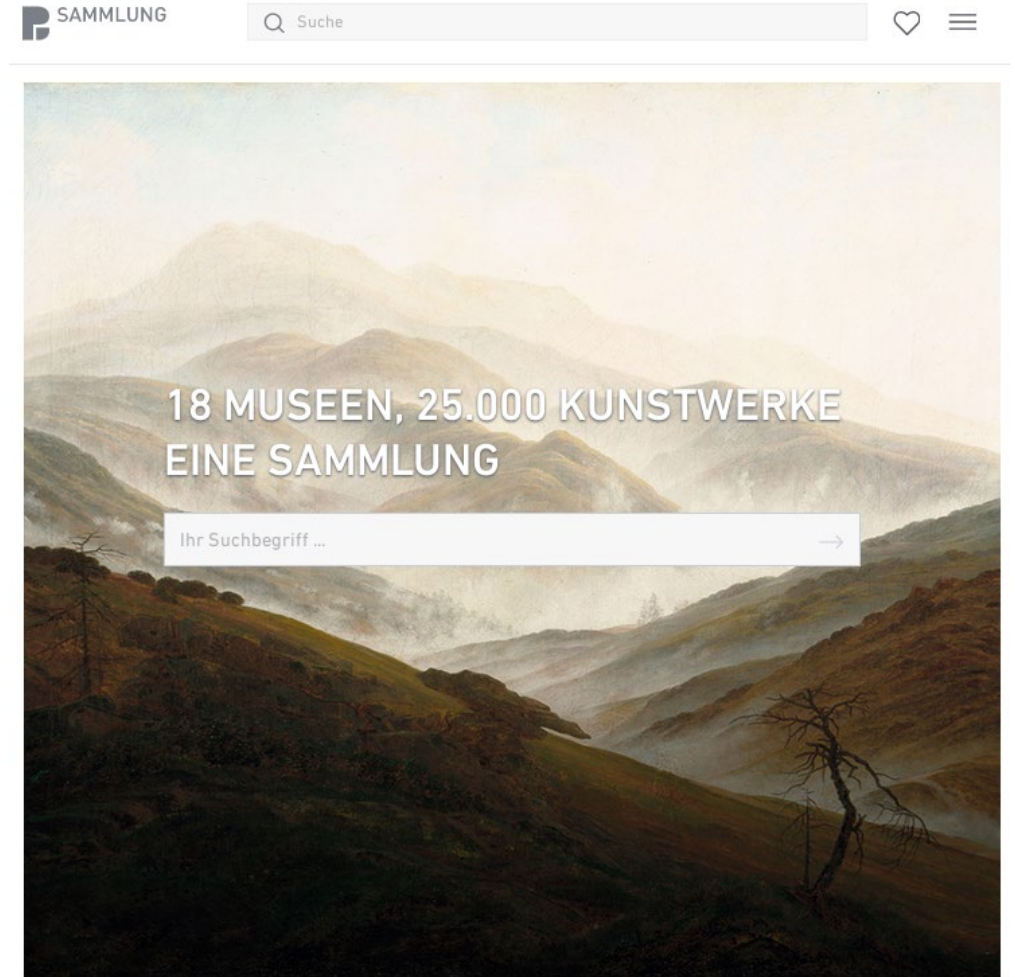 SAMMLUNG
Suche
18 MUSEEN, 25.000 KUNSTWERKE
EINE SAMMLUNG
Ihr Suchbegriff ...